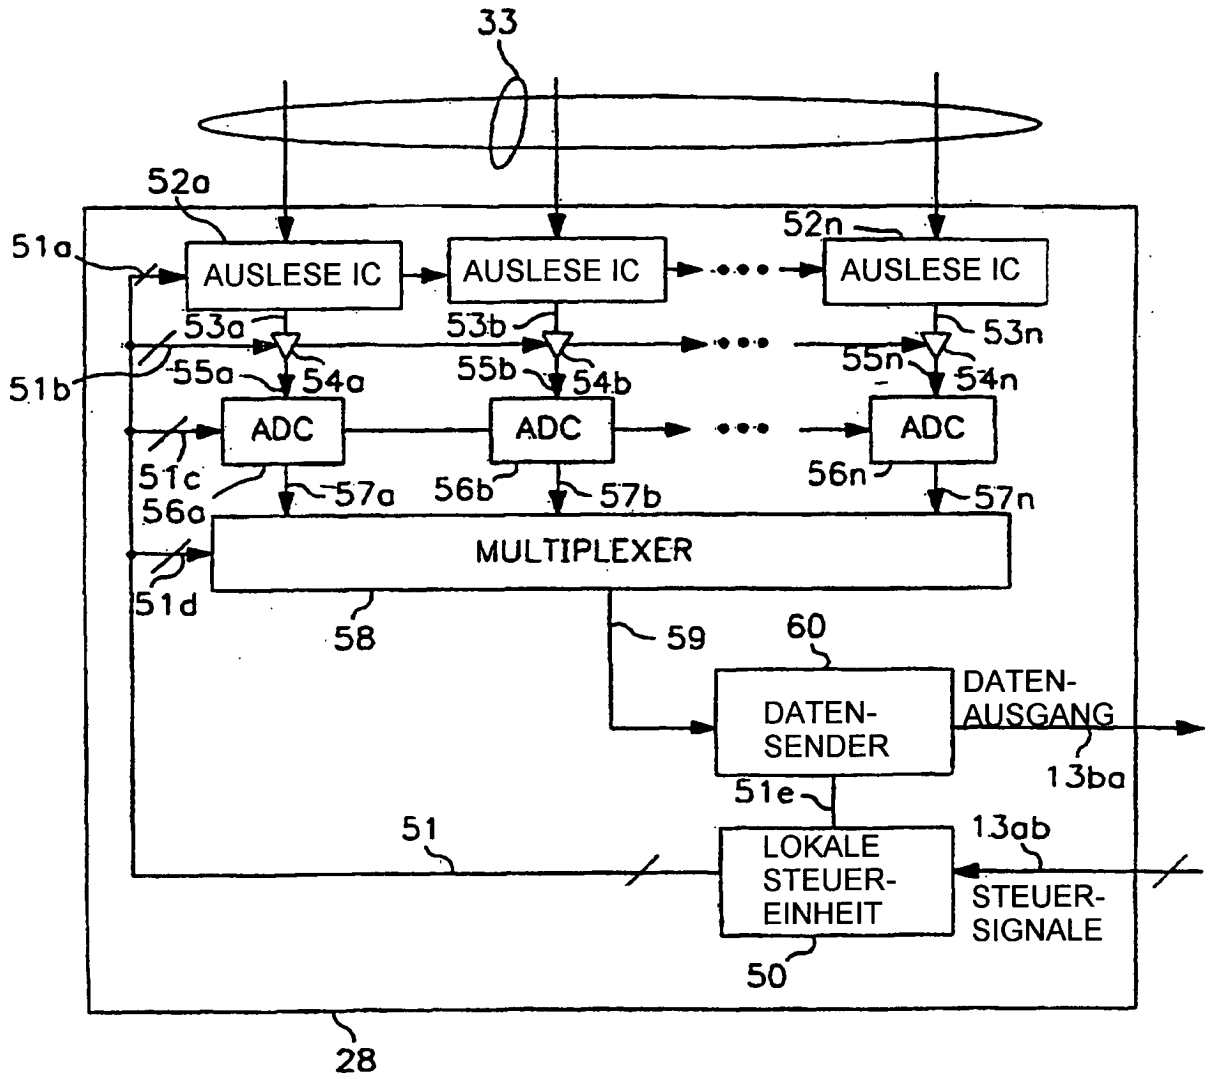 33
52a
52n
51a
AUSLESE IC
AUSLESE IC
AUSLESE IC
53a
53b
53n
51b
55a
54a
55b
54b
55n
54n
ADC
ADC
ADC
51c
56a
57a
56b
57b
56n
57n
MULTIPLEXER
51d
58
59
60
DATEN-
SENDER
DATEN-
AUSGANG
13ba
51e
51
13ab
LOKALE
STEUER-
EINHEIT
STEUER-
SIGNALE
50
28